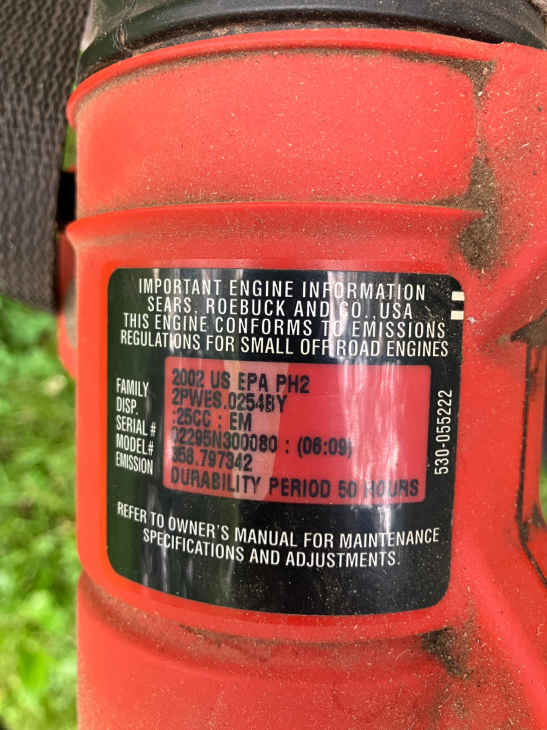 IMPORTANT ENGINE INFORMATION
SEARS, ROEBUCK AND CO., USA
THIS ENGINE CONFORMS TO EMISSIONS
REGULATIONS FOR SMALL OFF ROAD ENGINES
2002 US EPA PH2
FAMILY 2PWES.0254BY
DISP. :25CC : EM
SERIAL # 02295N300080 : (06:09)
MODEL# 358.797342
EMISSION DURABILITY PERIOD 50 HOURS
530-055222
REFER TO OWNER'S MANUAL FOR MAINTENANCE
SPECIFICATIONS AND ADJUSTMENTS.